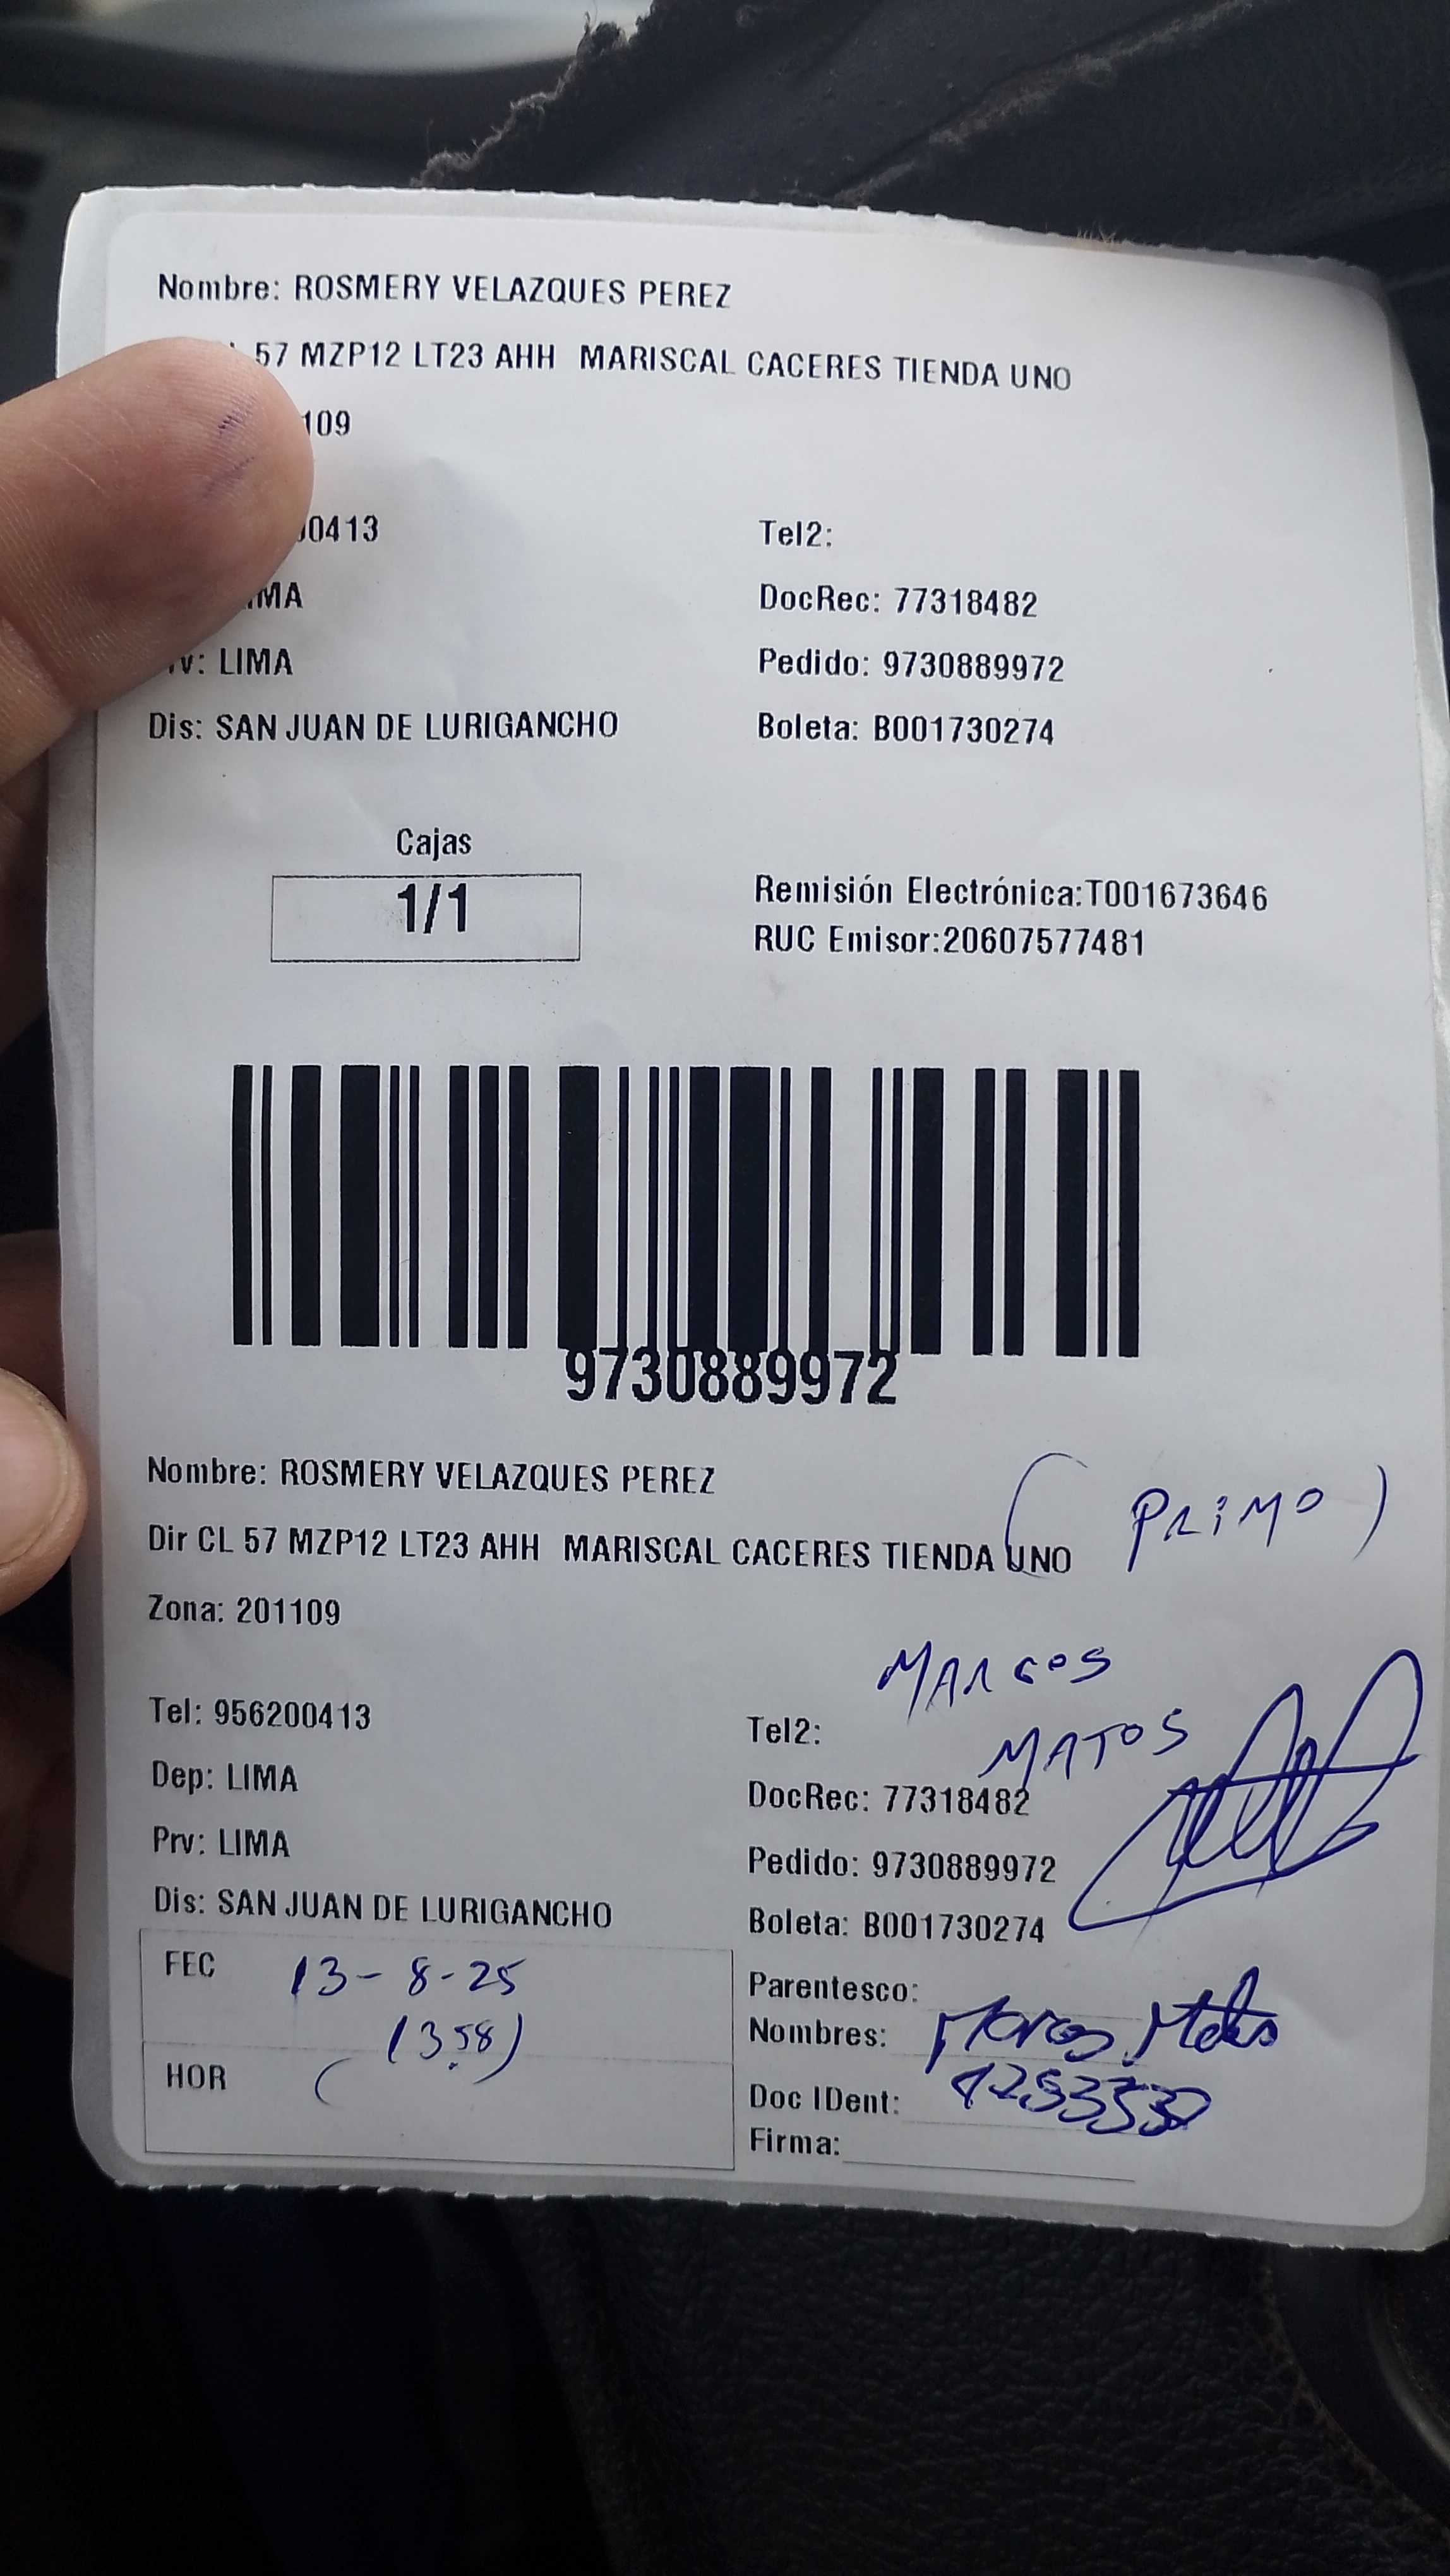 Nombre: ROSMERY VELAZQUES PEREZ
57 MZP12 LT23 AHH MARISCAL CACERES TIENDA UNO
109
0413
Tel2:
MA
DocRec: 77318482
v: LIMA
Pedido: 9730889972
Dis: SAN JUAN DE LURIGANCHO
Boleta: B001730274
Cajas
1/1
Remisión Electrónica:T001673646
RUC Emisor:20607577481
9730889972
Nombre: ROSMERY VELAZQUES PEREZ
(PRIMO)
Dir CL 57 MZP12 LT23 AHH MARISCAL CACERES TIENDA UNO
Zona: 201109
MARCOS
MATOS
Tel: 956200413
Tel2:
Dep: LIMA
DocRec: 77318482
Prv: LIMA
Pedido: 9730889972
Dis: SAN JUAN DE LURIGANCHO
Boleta: B001730274
FEC 13-8-25
(3.58)
HOR
Parentesco:
Nombres: Marcos Matos
Doc IDent:
Firma: